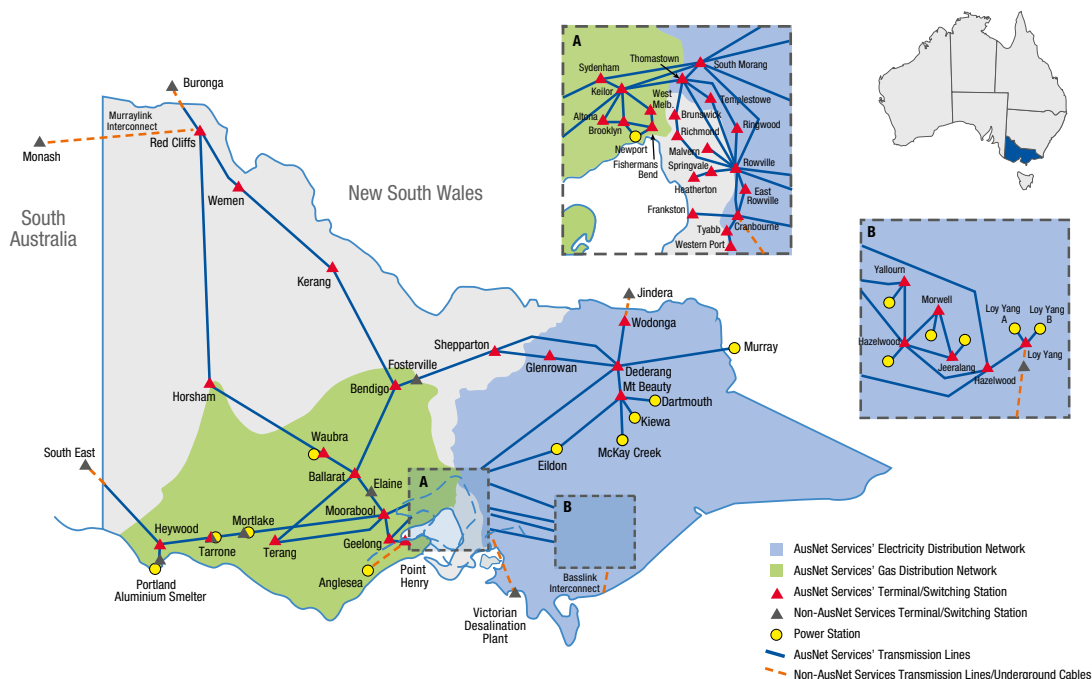 Buronga
Murraylink
Interconnect
Monash
Red Cliffs
Wemen
New South Wales
South
Australia
Kerang
Jindera
Wodonga
Shepparton
Fosterville
Glenrowan
Murray
Dederang
Mt Beauty
Dartmouth
Kiewa
McKay Creek
Eildon
Horsham
Bendigo
Waubra
Ballarat
Elaine
Moorabool
South East
Heywood
Mortlake
Tarrone
Terang
Geelong
Portland
Aluminium Smelter
Anglesea
Point
Henry
Victorian
Desalination
Plant
Basslink
Interconnect
A
B
A
Thomastown
South Morang
Sydenham
Keilor
West
Melb.
Templestowe
Altona
Brooklyn
Brunswick
Ringwood
Richmond
Newport
Malvern
Fishermans
Bend
Springvale
Rowville
Heatherton
East
Rowville
Frankston
Cranbourne
Tyabb
Western Port
B
Yallourn
Morwell
Loy Yang
A
Loy Yang
B
Hazelwood
Loy Yang
Jeeralang
Hazelwood
AusNet Services' Electricity Distribution Network
AusNet Services' Gas Distribution Network
AusNet Services' Terminal/Switching Station
Non-AusNet Services Terminal/Switching Station
Power Station
AusNet Services' Transmission Lines
Non-AusNet Services Transmission Lines/Underground Cables